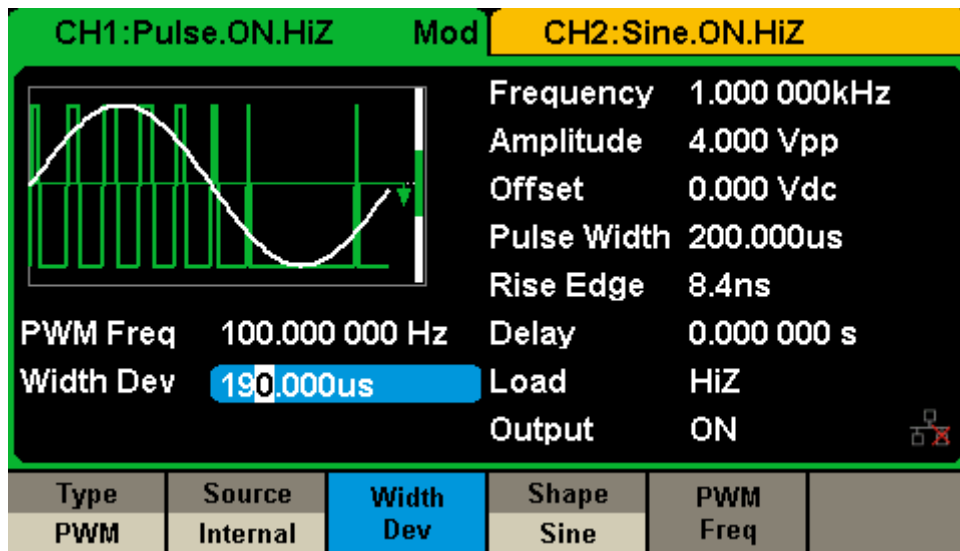 CH1:Pulse.ON.HiZ Mod CH2:Sine.ON.HiZ
Frequency 1.000 000kHz
Amplitude 4.000 Vpp
Offset 0.000 Vdc
Pulse Width 200.000us
Rise Edge 8.4ns
PWM Freq 100.000 000 Hz Delay 0.000 000 s
Width Dev 190.000us Load HiZ
Output ON
Type Source Width Dev Shape PWM Freq
PWM Internal Sine